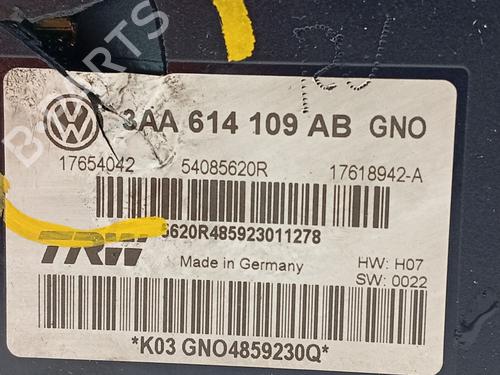 B-PARTS
3AA 614 109 AB GNO
17654042 54085620R 17618942-A
5620R485923011278
TRW Made in Germany HW: H07
SW: 0022
*K03 GNO4859230Q*